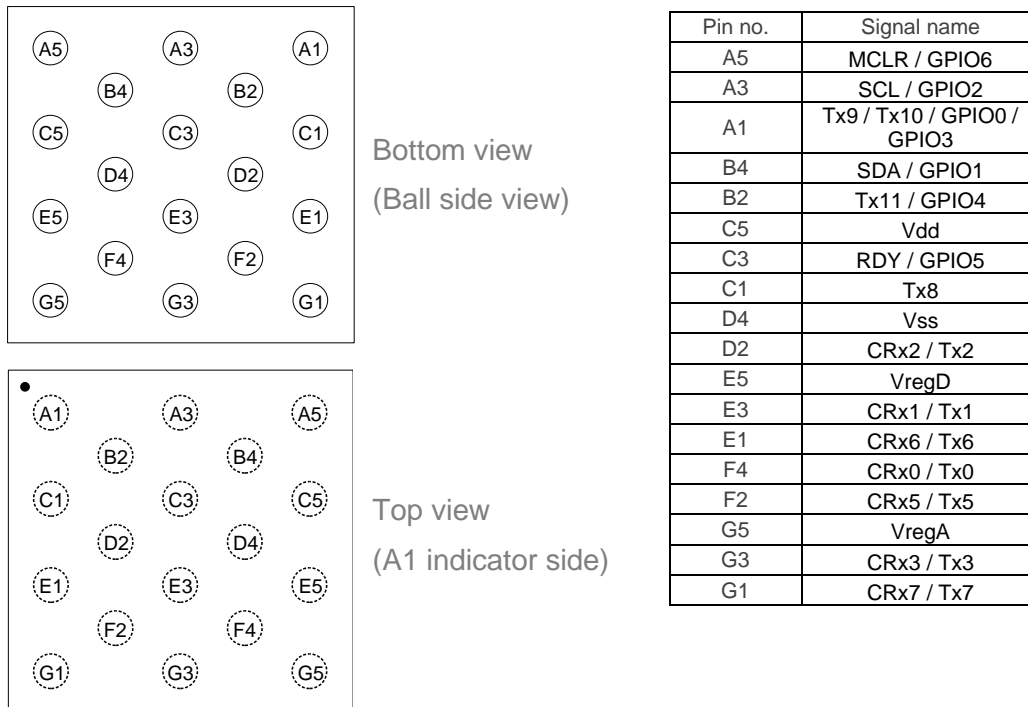 A5 A3 A1
B4 B2
C5 C3 C1
D4 D2
E5 E3 E1
F4 F2
G5 G3 G1
Bottom view
(Ball side view)
A1 A3 A5
B2 B4
C1 C3 C5
D2 D4
E1 E3 E5
F2 F4
G1 G3 G5
Top view
(A1 indicator side)
Pin no. Signal name
A5 MCLR / GPIO6
A3 SCL / GPIO2
A1 Tx9 / Tx10 / GPIO0 /
GPIO3
B4 SDA / GPIO1
B2 Tx11 / GPIO4
C5 Vdd
C3 RDY / GPIO5
C1 Tx8
D4 Vss
D2 CRx2 / Tx2
E5 VregD
E3 CRx1 / Tx1
E1 CRx6 / Tx6
F4 CRx0 / Tx0
F2 CRx5 / Tx5
G5 VregA
G3 CRx3 / Tx3
G1 CRx7 / Tx7